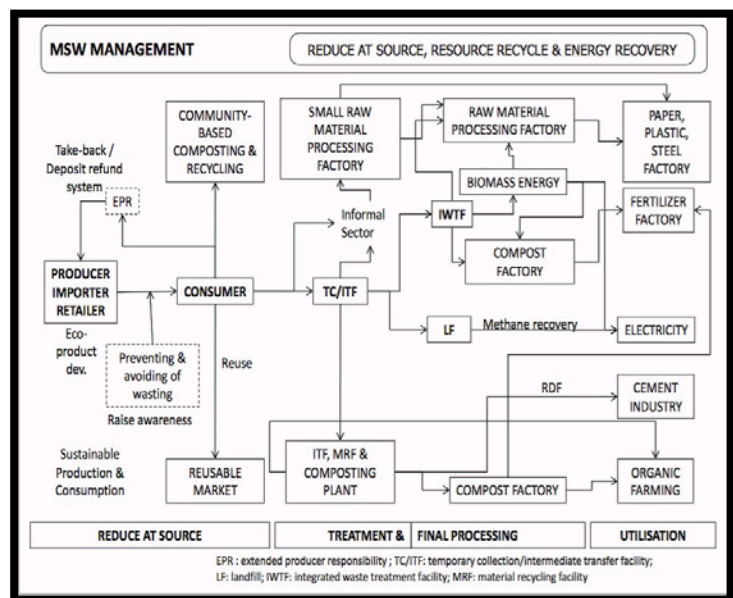 MSW MANAGEMENT
REDUCE AT SOURCE, RESOURCE RECYCLE & ENERGY RECOVERY
COMMUNITY-
BASED
COMPOSTING &
RECYCLING
SMALL RAW
MATERIAL
PROCESSING
FACTORY
RAW MATERIAL
PROCESSING FACTORY
PAPER,
PLASTIC,
STEEL
FACTORY
Take-back /
Deposit refund
system
EPR
BIOMASS ENERGY
FERTILIZER
FACTORY
Informal
Sector
IWTF
COMPOST
FACTORY
PRODUCER
IMPORTER
RETAILER
CONSUMER
TC/ITF
Eco-
product
dev.
LF
Methane recovery
ELECTRICITY
Preventing &
avoiding of
wasting
Reuse
Raise awareness
RDF
CEMENT
INDUSTRY
Sustainable
Production &
Consumption
REUSABLE
MARKET
ITF, MRF &
COMPOSTING
PLANT
COMPOST FACTORY
ORGANIC
FARMING
REDUCE AT SOURCE
TREATMENT &
FINAL PROCESSING
UTILISATION
EPR : extended producer responsibility ; TC/ITF: temporary collection/intermediate transfer facility;
LF: landfill; IWTF: integrated waste treatment facility; MRF: material recycling facility